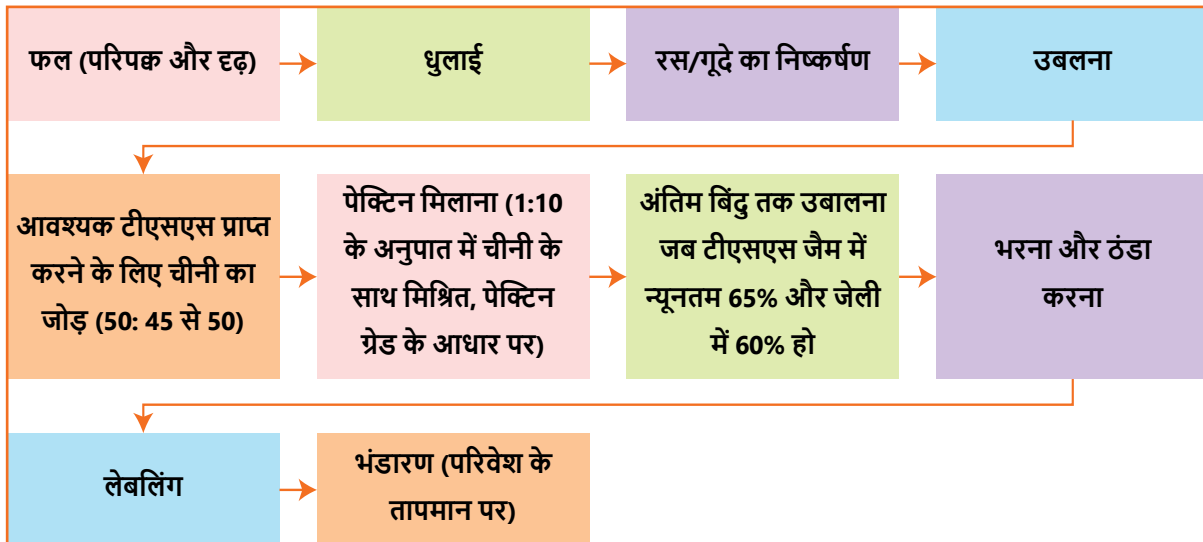 फल (परिपक्व और दृढ़)
धुलाई
रस/गूदे का निष्कर्षण
उबलना
आवश्यक टीएसएस प्राप्त
करने के लिए चीनी का
जोड़ (50: 45 से 50)
पेक्टिन मिलाना (1:10
के अनुपात में चीनी के
साथ मिश्रित, पेक्टिन
ग्रेड के आधार पर)
अंतिम बिंदु तक उबालना
जब टीएसएस जैम में
न्यूनतम 65% और जेली
में 60% हो
भरना और ठंडा
करना
लेबलिंग
भंडारण (परिवेश के
तापमान पर)